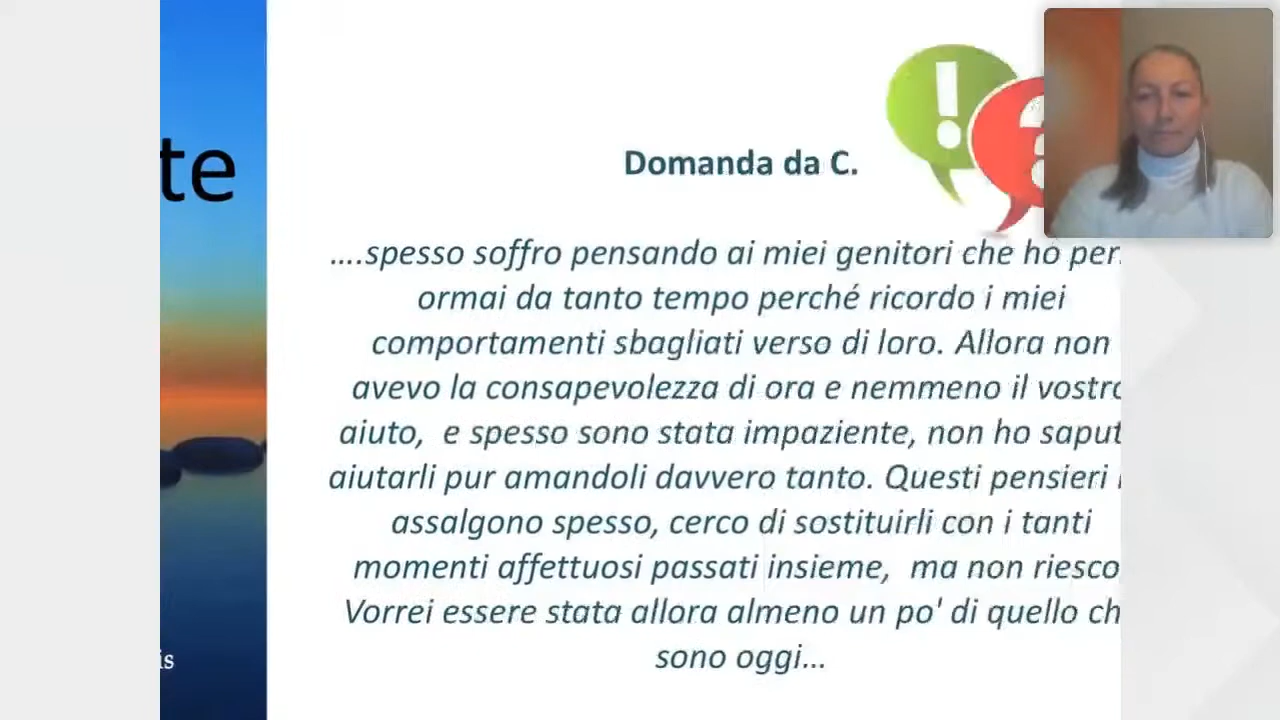 te
Domanda da C.
....spesso soffro pensando ai miei genitori che ho
ormai da tanto tempo perché ricordo i miei
comportamenti sbagliati verso di loro. Allora non
avevo la consapevolezza di ora e nemmeno il
aiuto, e spesso sono stata impaziente, non ho
aiutarli pur amandoli davvero tanto. Questi pensieri
assalgono spesso, cerco di sostituirli con i tanti
momenti affettuosi passati insieme, ma non riesco
Vorrei essere stata allora almeno un po' di quello
sono oggi...
is